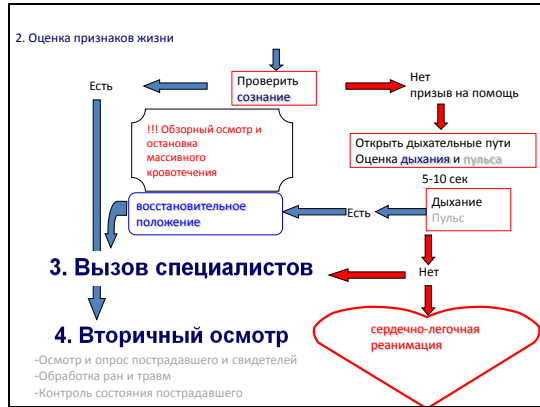 2. Оценка признаков жизни
Есть
Проверить
сознание
Нет
призыв на помощь
!!! Обзорный осмотр и
остановка
массивного
кровотечения
Открыть дыхательные пути
Оценка дыхания и пульса
5-10 сек
Дыхание
Пульс
Есть
восстановительное
положение
3. Вызов специалистов
Нет
4. Вторичный осмотр
-Осмотр и опрос пострадавшего и свидетелей
-Обработка ран и травм
-Контроль состояния пострадавшего
сердечно-легочная
реанимация